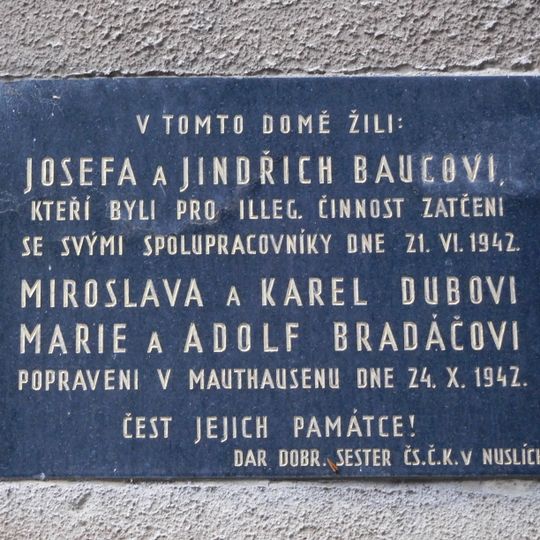 V TOMTO DOMĚ ŽILI:
JOSEFA A JINDŘICH BAUCOVI,
KTEŘÍ BYLI PRO ILLEG. ČINNOST ZATČENI
SE SVÝMI SPOLUPRACOVNÍKY DNE 21. VI. 1942.
MIROSLAVA A KAREL DUBOVI
MARIE A ADOLF BRADÁČOVI
POPRAVENI V MAUTHAUSENU DNE 24. X. 1942.
ČEST JEJICH PAMÁTCE!
DAR DOBR. SESTER ČS.Č.K. V NUSLÍCH